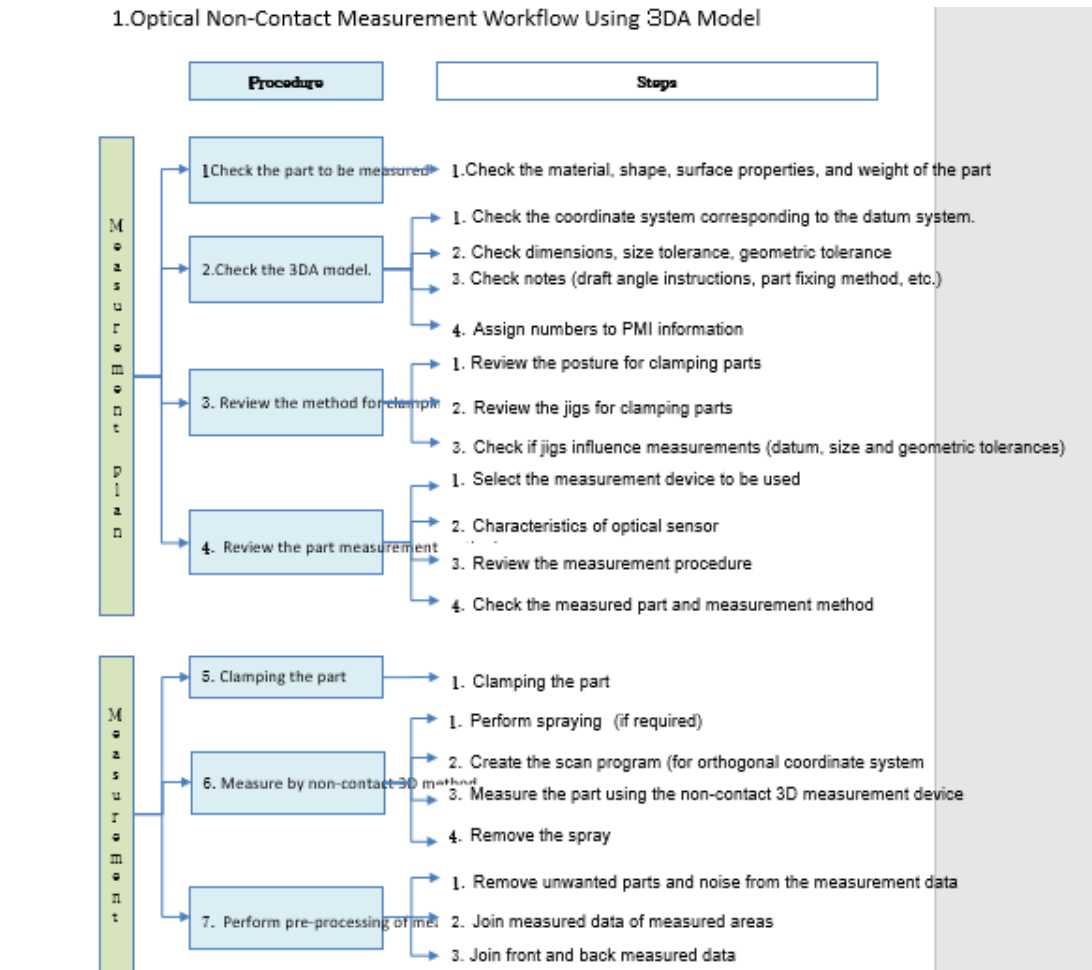 1.Optical Non-Contact Measurement Workflow Using 3DA Model
Procedure
Steps
Measurement plan
1Check the part to be measured
1.Check the material, shape, surface properties, and weight of the part
2.Check the 3DA model.
1. Check the coordinate system corresponding to the datum system.
2. Check dimensions, size tolerance, geometric tolerance
3. Check notes (draft angle instructions, part fixing method, etc.)
4. Assign numbers to PMI information
3. Review the method for
1. Review the posture for clamping parts
2. Review the jigs for clamping parts
3. Check if jigs influence measurements (datum, size and geometric tolerances)
4. Review the part measurement
1. Select the measurement device to be used
2. Characteristics of optical sensor
3. Review the measurement procedure
4. Check the measured part and measurement method
Measurement
5. Clamping the part
1. Clamping the part
6. Measure by non-contact 3D method
1. Perform spraying (if required)
2. Create the scan program (for orthogonal coordinate system
3. Measure the part using the non-contact 3D measurement device
4. Remove the spray
7. Perform pre-processing of
1. Remove unwanted parts and noise from the measurement data
2. Join measured data of measured areas
3. Join front and back measured data